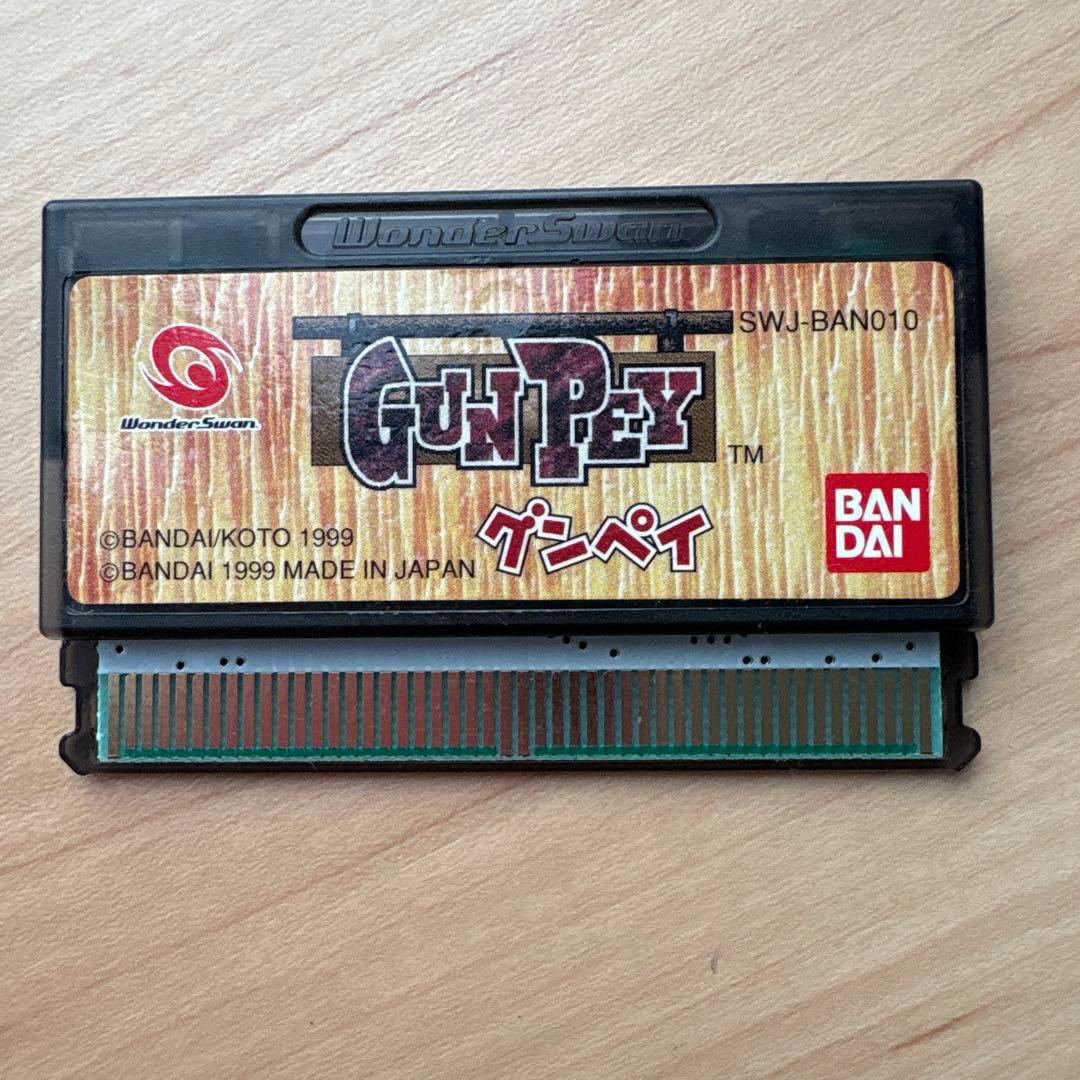 WonderSwan
SWJ-BAN010
GUNPEY
TM
WonderSwan
グンペイ
BAN
DAI
©BANDAI/KOTO 1999
©BANDAI 1999 MADE IN JAPAN